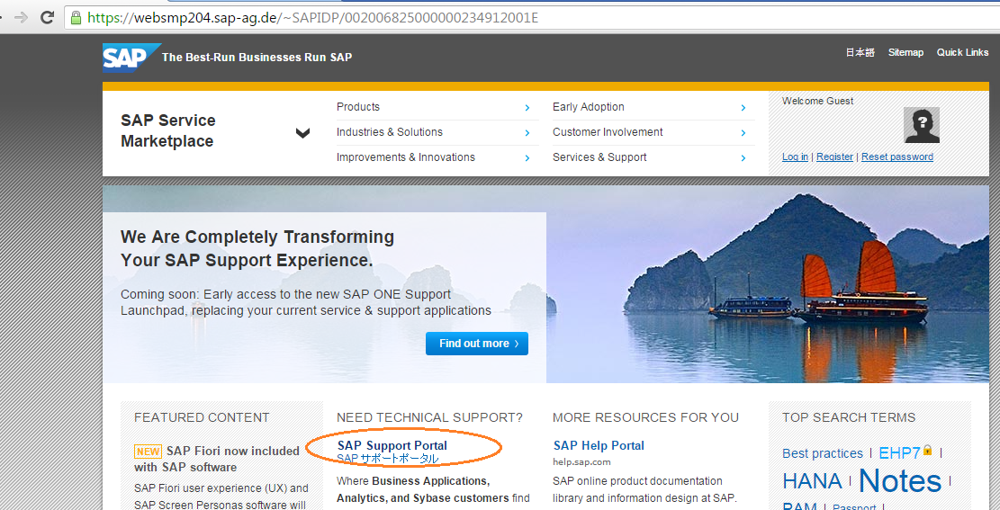 https://websmp204.sap-ag.de/~SAPIDP/002006825000000234912001E
SAP
The Best-Run Businesses Run SAP
日本語 Sitemap Quick Links
SAP Service
Marketplace
Products
Industries & Solutions
Improvements & Innovations
Early Adoption
Customer Involvement
Services & Support
Welcome Guest
Log in | Register | Reset password
We Are Completely Transforming
Your SAP Support Experience.
Coming soon: Early access to the new SAP ONE Support
Launchpad, replacing your current service & support applications
Find out more
FEATURED CONTENT
NEW SAP Fiori now included
with SAP software
SAP Fiori user experience (UX) and
SAP Screen Personas software will
NEED TECHNICAL SUPPORT?
SAP Support Portal
SAP サポートポータル
Where Business Applications,
Analytics, and Sybase customers find
MORE RESOURCES FOR YOU
SAP Help Portal
help.sap.com
SAP online product documentation
library and information design at SAP.
TOP SEARCH TERMS
Best practices | EHP7 |
HANA | Notes |
PAM | Passport |